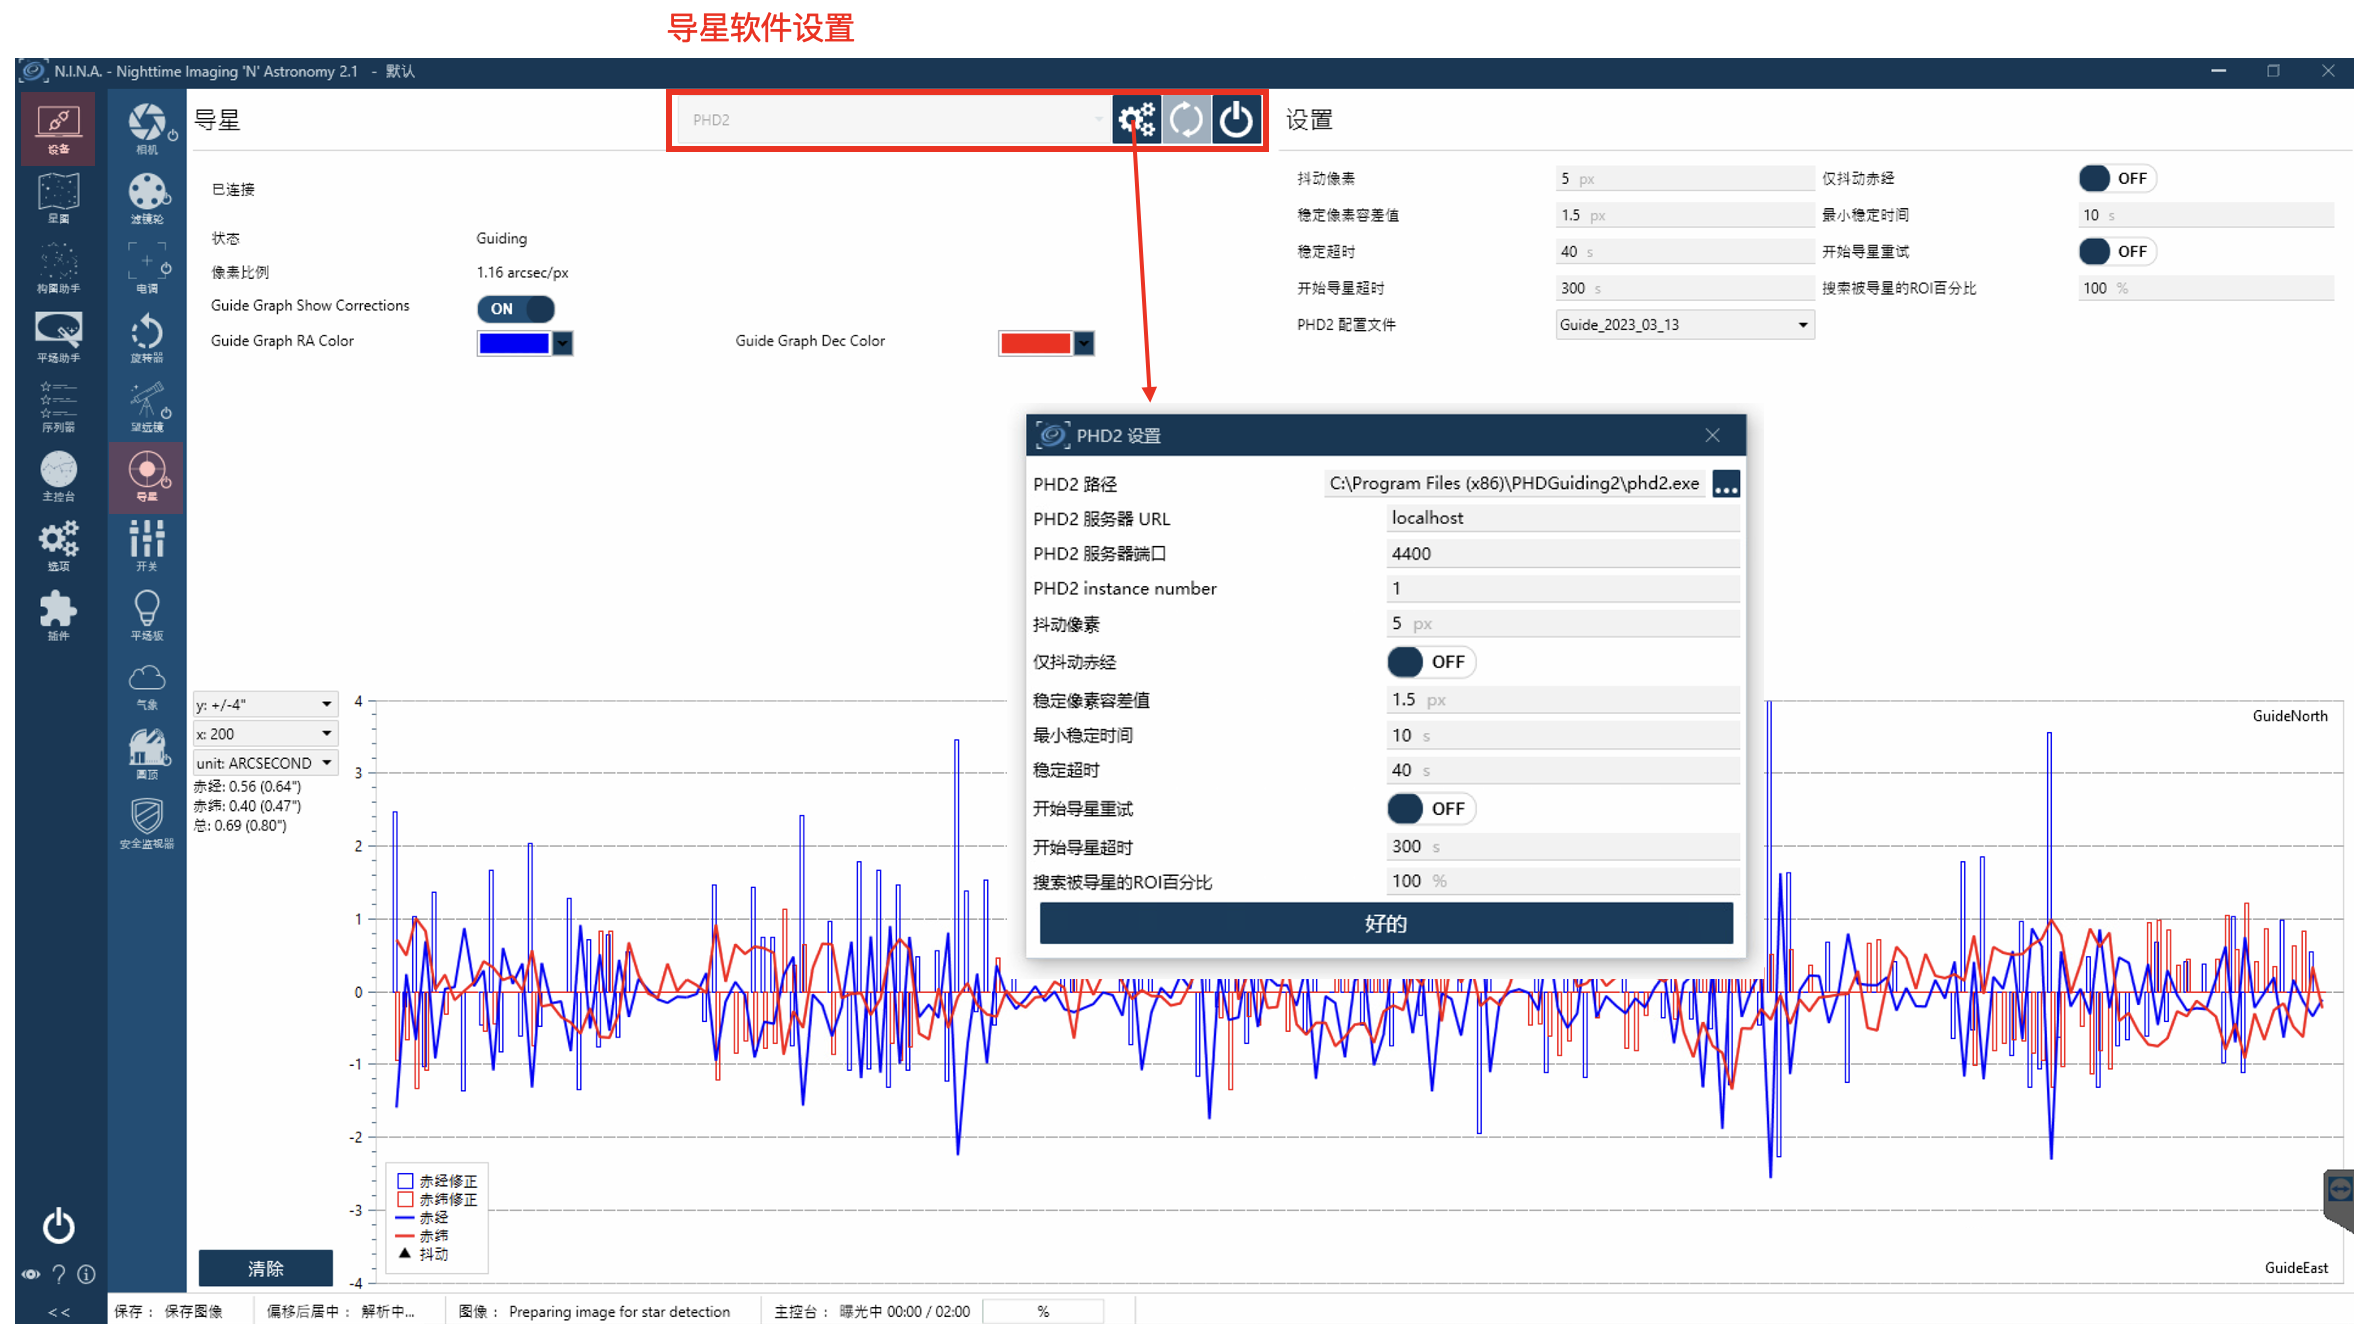 导星软件设置
N.I.N.A. - Nighttime Imaging 'N' Astronomy 2.1 - 默认
设备
星图
构图助手
平场助手
序列器
主控台
选项
插件
<<
相机
滤镜轮
电调
旋转器
望远镜
导星
开关
平场板
气象
圆顶
安全监视器
导星
PHD2
已连接
状态 Guiding
像素比例 1.16 arcsec/px
Guide Graph Show Corrections ON
Guide Graph RA Color Guide Graph Dec Color
设置
抖动像素 5 px 仅抖动赤经 OFF
稳定像素容差值 1.5 px 最小稳定时间 10 s
稳定超时 40 s 开始导星重试 OFF
开始导星超时 300 s 搜索被导星的ROI百分比 100 %
PHD2 配置文件 Guide_2023_03_13
PHD2 设置
PHD2 路径 C:\Program Files (x86)\PHDGuiding2\phd2.exe ...
PHD2 服务器 URL localhost
PHD2 服务器端口 4400
PHD2 instance number 1
抖动像素 5 px
仅抖动赤经 OFF
稳定像素容差值 1.5 px
最小稳定时间 10 s
稳定超时 40 s
开始导星重试 OFF
开始导星超时 300 s
搜索被导星的ROI百分比 100 %
好的
y: +/-4"
x: 200
unit: ARCSECOND
赤经: 0.56 (0.64")
赤纬: 0.40 (0.47")
总: 0.69 (0.80")
4
3
2
1
0
-1
-2
-3
-4
GuideNorth
GuideEast
赤经修正
赤纬修正
赤经
赤纬
抖动
清除
保存： 保存图像 偏移后居中： 解析中... 图像： Preparing image for star detection 主控台： 曝光中 00:00 / 02:00 %